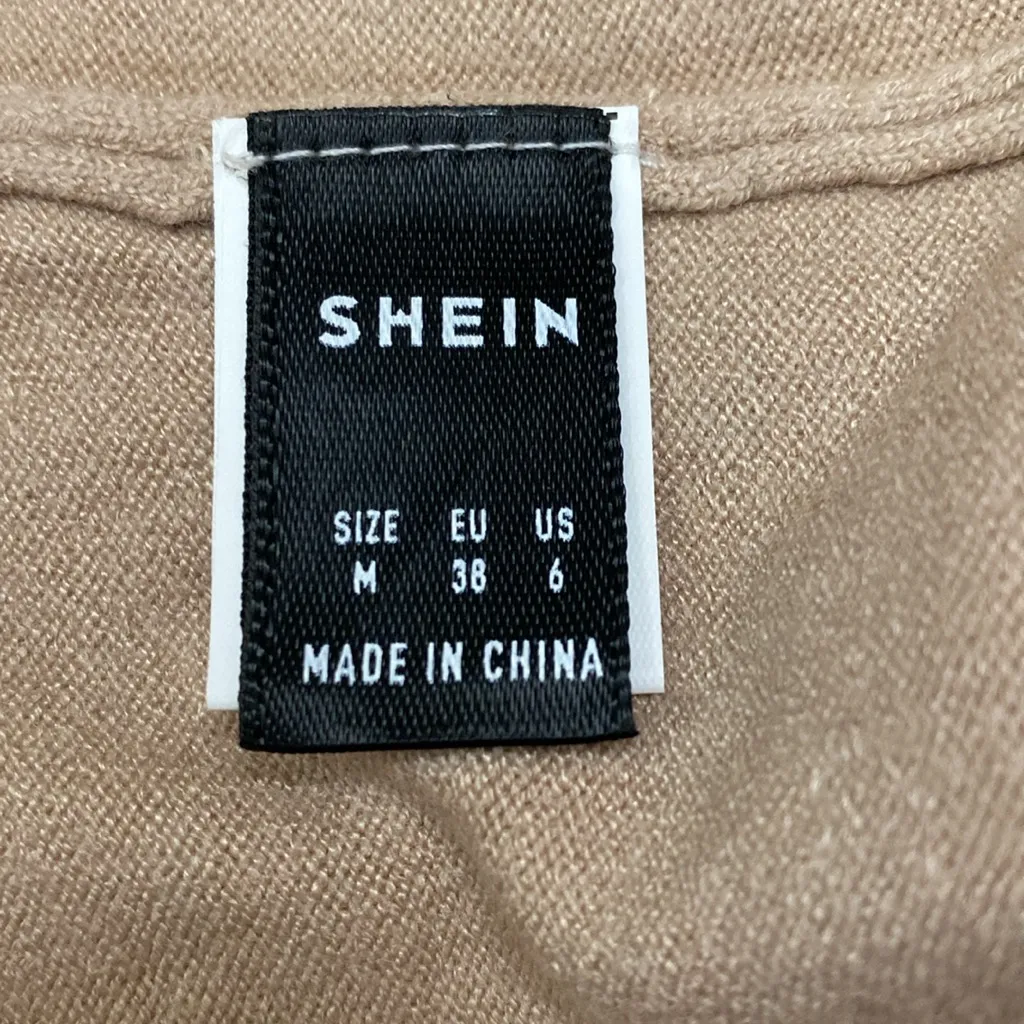 SHEIN
SIZE EU US
M 38 6
MADE IN CHINA